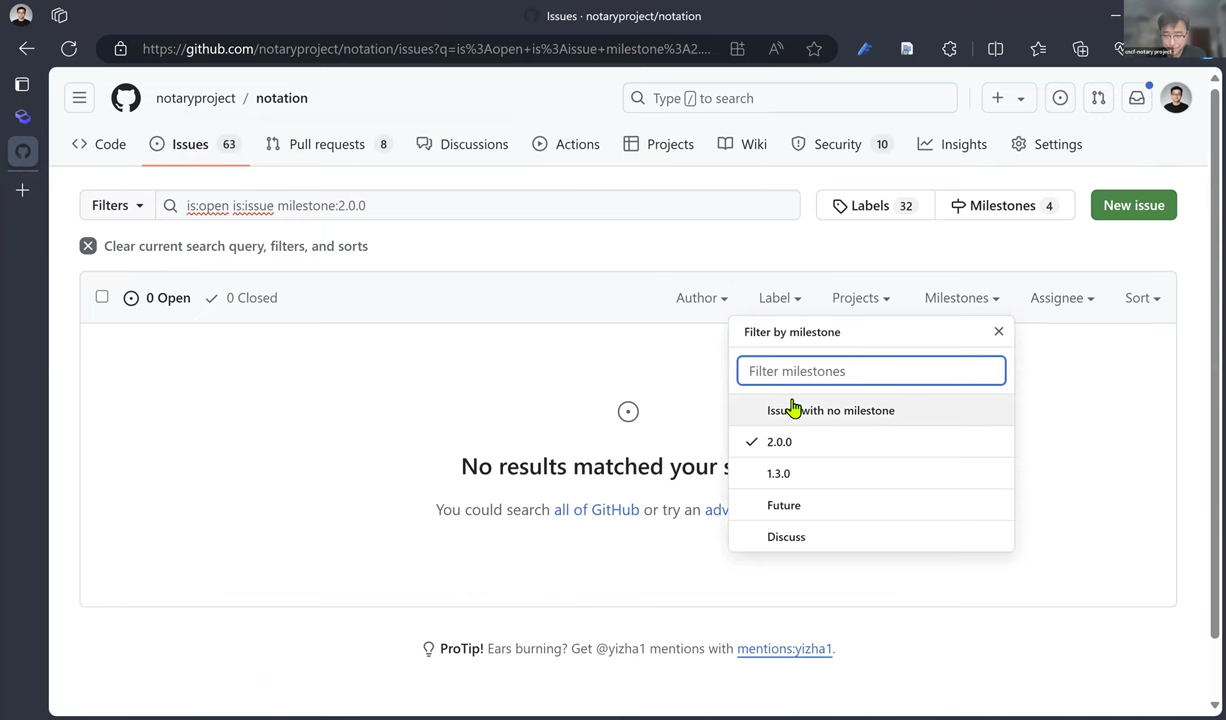 Issues · notaryproject/notation
https://github.com/notaryproject/notation/issues?q=is%3Aopen+is%3Aissue+milestone%3A2....
cncf-notary project
notaryproject / notation
Type / to search
Code
Issues 63
Pull requests 8
Discussions
Actions
Projects
Wiki
Security 10
Insights
Settings
Filters
is:open is:issue milestone:2.0.0
Labels 32
Milestones 4
New issue
Clear current search query, filters, and sorts
0 Open
0 Closed
Author
Label
Projects
Milestones
Assignee
Sort
Filter by milestone
Filter milestones
with no milestone
2.0.0
1.3.0
Future
Discuss
No results matched your s
You could search all of GitHub or try an adv
ProTip! Ears burning? Get @yizha1 mentions with mentions:yizha1.